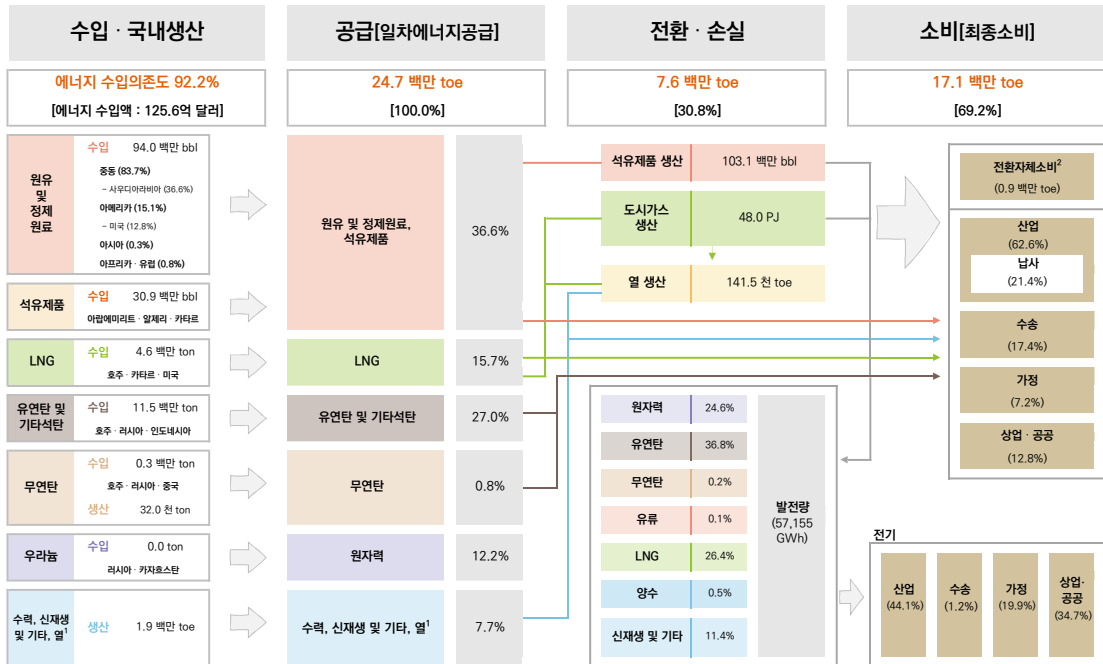 수입 · 국내생산
공급[일차에너지공급]
전환 · 손실
소비[최종소비]
에너지 수입의존도 92.2%
[에너지 수입액 : 125.6억 달러]
24.7 백만 toe
[100.0%]
7.6 백만 toe
[30.8%]
17.1 백만 toe
[69.2%]
원유
및
정제
원료
수입 94.0 백만 bbl
중동 (83.7%)
- 사우디아라비아 (36.6%)
아메리카 (15.1%)
- 미국 (12.8%)
아시아 (0.3%)
아프리카 · 유럽 (0.8%)
석유제품
수입 30.9 백만 bbl
아랍에미리트 · 알제리 · 카타르
LNG
수입 4.6 백만 ton
호주 · 카타르 · 미국
유연탄 및
기타석탄
수입 11.5 백만 ton
호주 · 러시아 · 인도네시아
무연탄
수입 0.3 백만 ton
호주 · 러시아 · 중국
생산 32.0 천 ton
우라늄
수입 0.0 ton
러시아 · 카자흐스탄
수력, 신재생
및 기타, 열1
생산 1.9 백만 toe
원유 및 정제원료,
석유제품
36.6%
LNG
15.7%
유연탄 및 기타석탄
27.0%
무연탄
0.8%
원자력
12.2%
수력, 신재생 및 기타, 열1
7.7%
석유제품 생산
103.1 백만 bbl
도시가스
생산
48.0 PJ
열 생산
141.5 천 toe
원자력 24.6%
유연탄 36.8%
무연탄 0.2%
유류 0.1%
LNG 26.4%
양수 0.5%
신재생 및 기타 11.4%
발전량
(57,155
GWh)
전환자체소비2
(0.9 백만 toe)
산업
(62.6%)
납사
(21.4%)
수송
(17.4%)
가정
(7.2%)
상업 · 공공
(12.8%)
전기
산업
(44.1%)
수송
(1.2%)
가정
(19.9%)
상업·
공공
(34.7%)